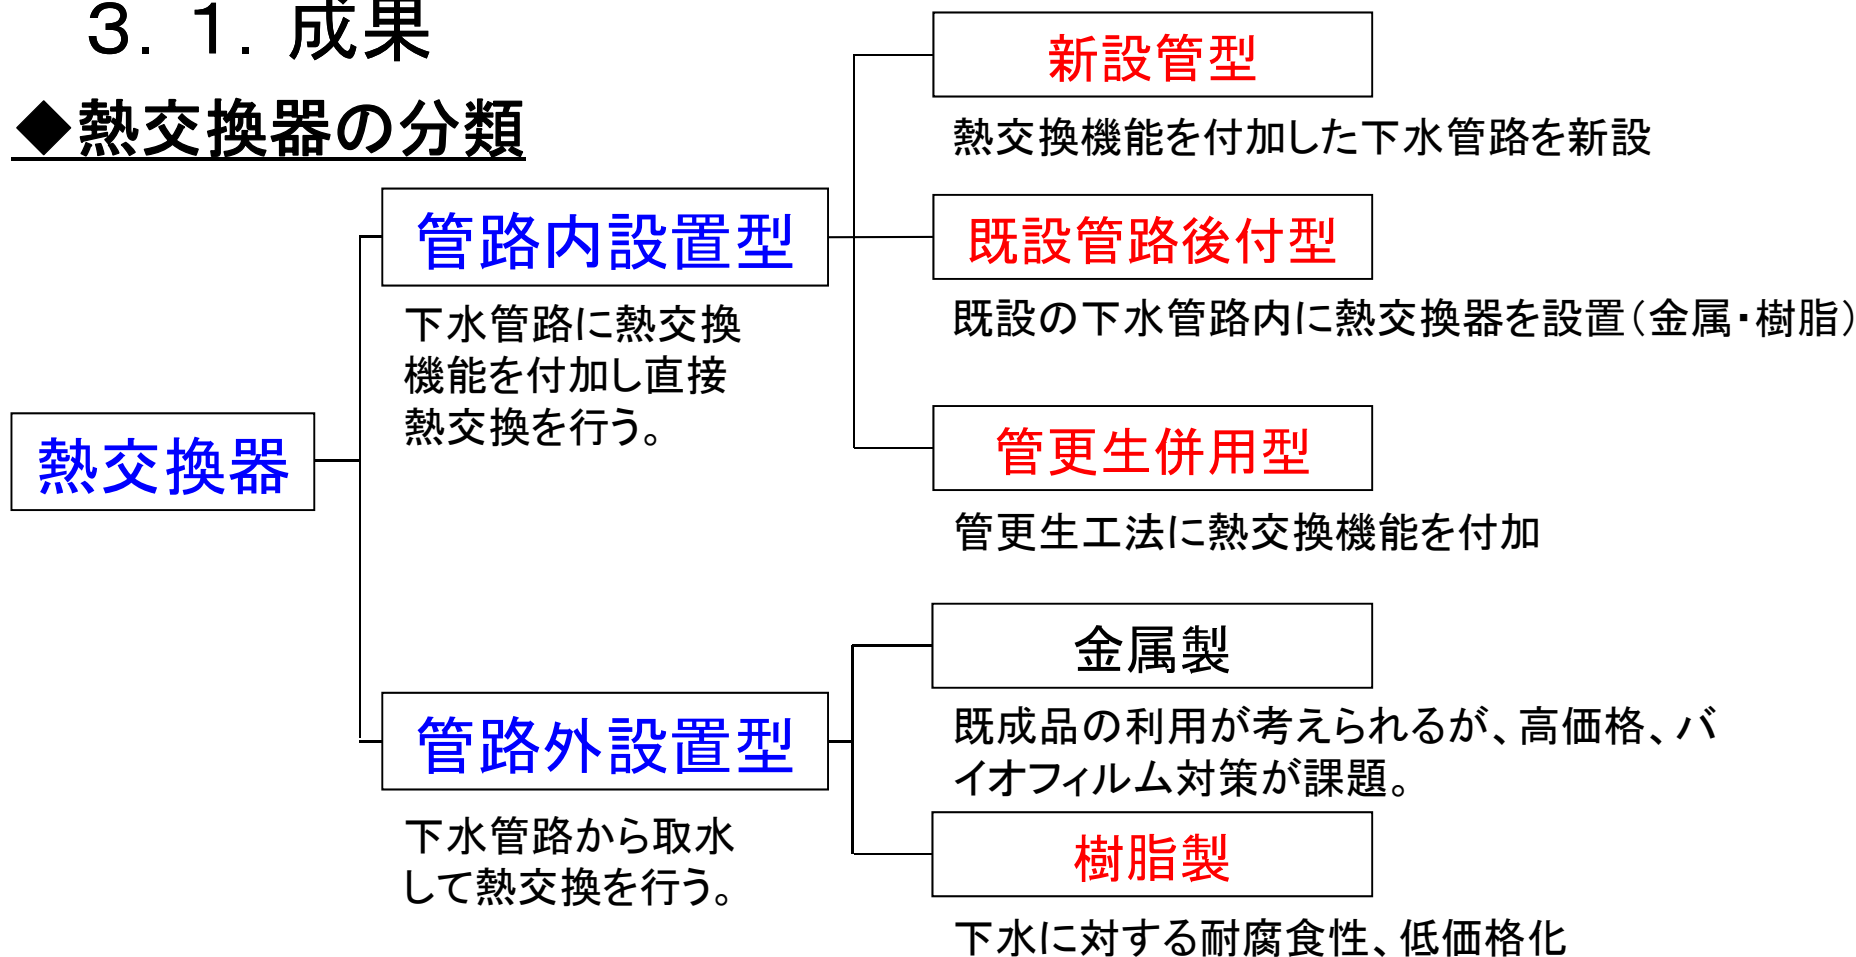 ３．１．成果
◆熱交換器の分類
熱交換器
管路内設置型
下水管路に熱交換
機能を付加し直接
熱交換を行う。
新設管型
熱交換機能を付加した下水管路を新設
既設管路後付型
既設の下水管路内に熱交換器を設置（金属・樹脂）
管更生併用型
管更生工法に熱交換機能を付加
管路外設置型
下水管路から取水
して熱交換を行う。
金属製
既成品の利用が考えられるが、高価格、バ
イオフィルム対策が課題。
樹脂製
下水に対する耐腐食性、低価格化